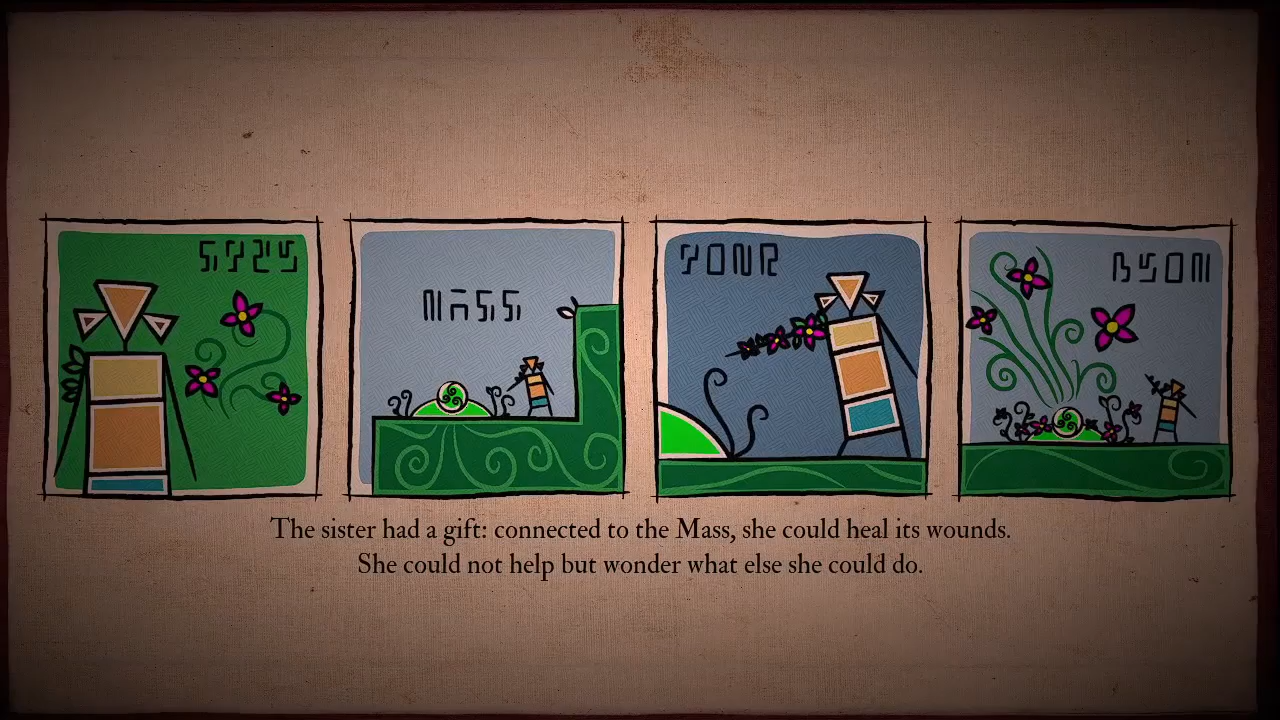 The sister had a gift: connected to the Mass, she could heal its wounds.
She could not help but wonder what else she could do.